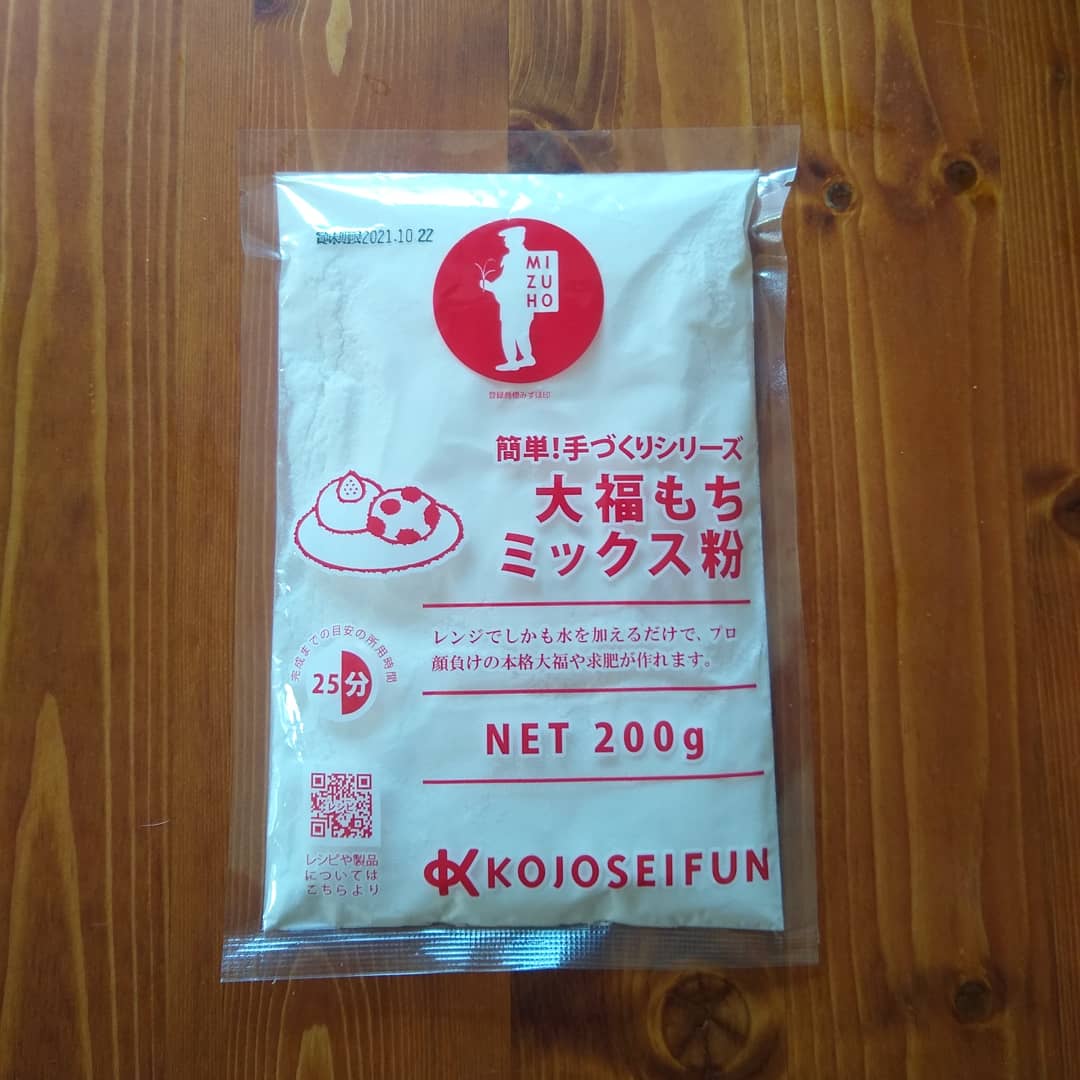 賞味期限2021.10 22
MI
ZU
HO
登録商標みずほ印
簡単!手づくりシリーズ
大福もち
ミックス粉
レンジでしかも水を加えるだけで、プロ
顔負けの本格大福や求肥が作れます。
完成までの目安の所用時間
25分
NET 200g
レシピ
レシピや製品
については
こちらより
KOJOSEIFUN